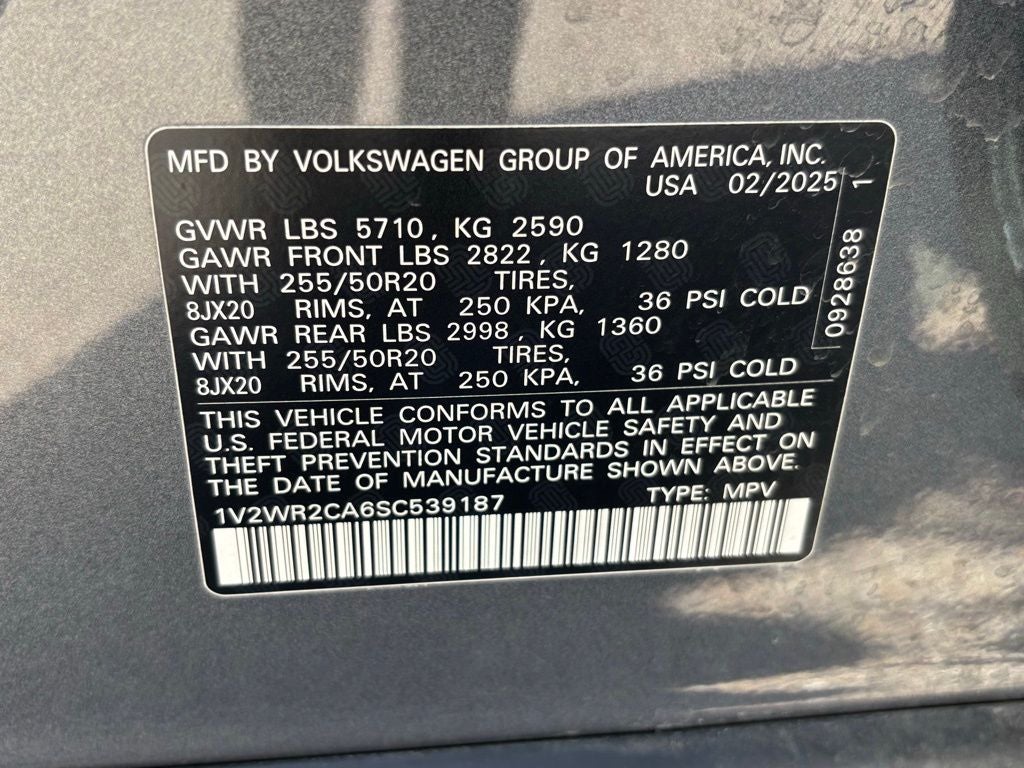 MFD BY VOLKSWAGEN GROUP OF AMERICA, INC.
USA 02/2025
GVWR LBS 5710, KG 2590
GAWR FRONT LBS 2822, KG 1280
WITH 255/50R20 TIRES,
8JX20 RIMS, AT 250 KPA, 36 PSI COLD
GAWR REAR LBS 2998, KG 1360
WITH 255/50R20 TIRES,
8JX20 RIMS, AT 250 KPA, 36 PSI COLD
THIS VEHICLE CONFORMS TO ALL APPLICABLE
U.S. FEDERAL MOTOR VEHICLE SAFETY AND
THEFT PREVENTION STANDARDS IN EFFECT ON
THE DATE OF MANUFACTURE SHOWN ABOVE.
1V2WR2CA6SC539187 TYPE: MPV
0928638 1